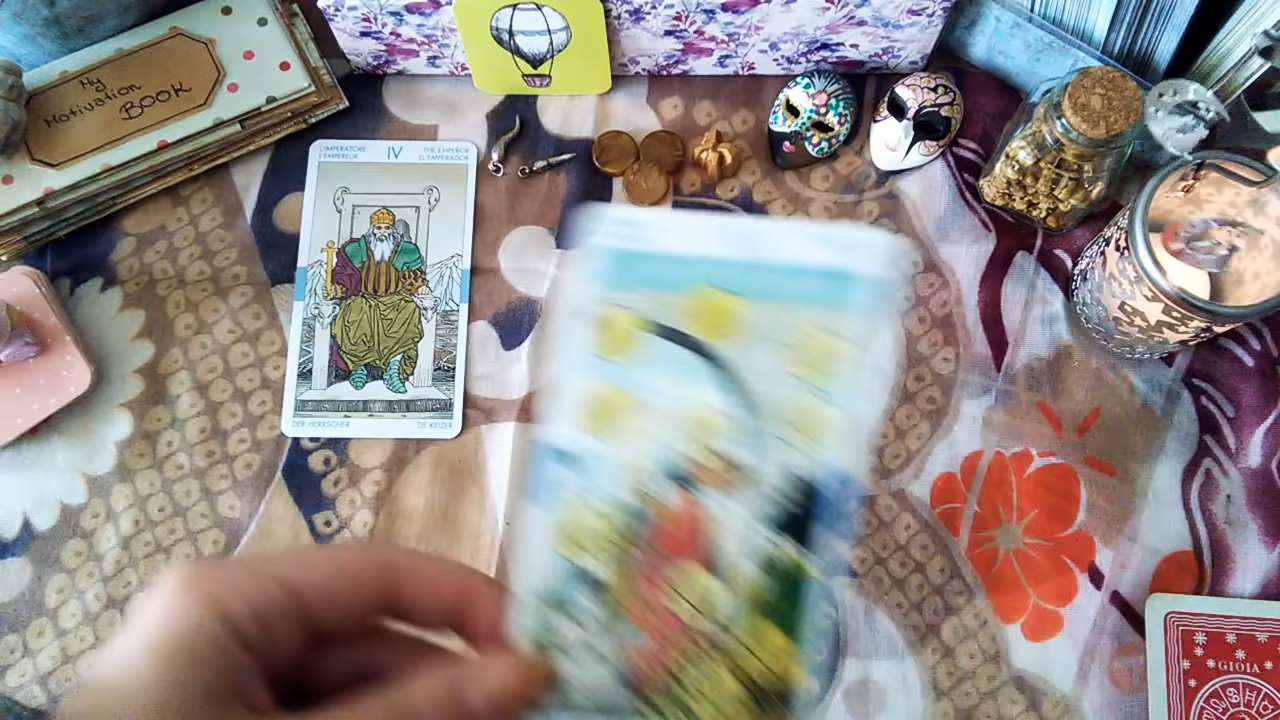 My
Motivation
BOOK
L'IMPERATORE
L'EMPEREUR
IV
THE EMPEROR
EL EMPERADOR
DER HERRSCHER
DE KEIZER
GIOIA